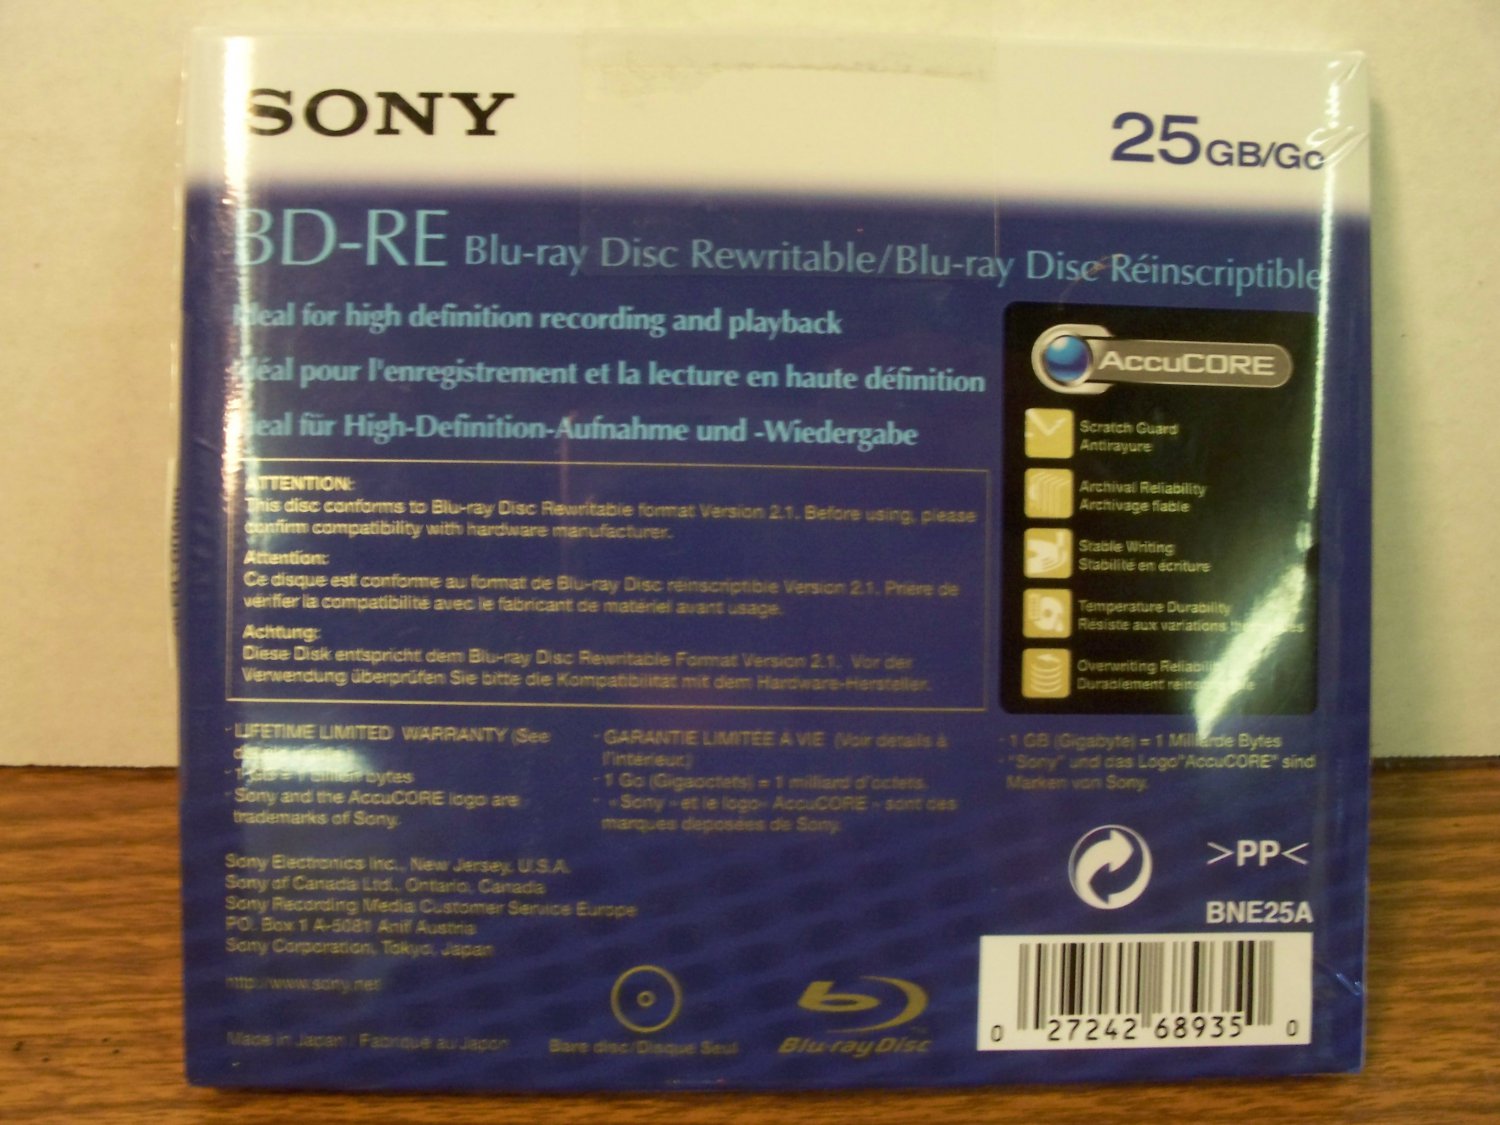 SONY
25GB/Go
BD-RE Blu-ray Disc Rewritable/Blu-ray Disc Réinscriptible
Ideal for high definition recording and playback
Idéal pour l'enregistrement et la lecture en haute définition
Ideal für High-Definition-Aufnahme und -Wiedergabe
ATTENTION:
This disc conforms to Blu-ray Disc Rewritable format Version 2.1. Before using, please
confirm compatibility with hardware manufacturer.
Attention:
Ce disque est conforme au format de Blu-ray Disc réinscriptible Version 2.1. Prière de
vérifier la compatibilité avec le fabricant de matériel avant usage.
Achtung:
Diese Disk entspricht dem Blu-ray Disc Rewritable Format Version 2.1. Vor der
Verwendung überprüfen Sie bitte die Kompatibilität mit dem Hardware-Hersteller.
AccuCORE
Scratch Guard
Antirayure
Archival Reliability
Archivage fiable
Stable Writing
Stabilité en écriture
Temperature Durability
Résiste aux variations
Overwriting Reliability
Durablement
· LIFETIME LIMITED WARRANTY (See
· 1 GB = 1 billion bytes
· Sony and the AccuCORE logo are
trademarks of Sony.
· GARANTIE LIMITÉE À VIE (Voir détails à
l'intérieur.)
· 1 Go (Gigaoctets) = 1 milliard d'octets.
· « Sony » et le logo « AccuCORE » sont des
marques déposées de Sony.
· 1 GB (Gigabyte) = 1 Milliarde Bytes
· "Sony" und das Logo "AccuCORE" sind
Marken von Sony.
Sony Electronics Inc., New Jersey, U.S.A.
Sony of Canada Ltd., Ontario, Canada
Sony Recording Media Customer Service Europe
P.O. Box 1 A-5081 Anif Austria
Sony Corporation, Tokyo, Japan
http://www.sony.net/
Made in Japan / Fabriqué au Japon
Bare disc/Disque Seul
Blu-ray Disc
TM
>PP<
BNE25A
0 27242 68935 0